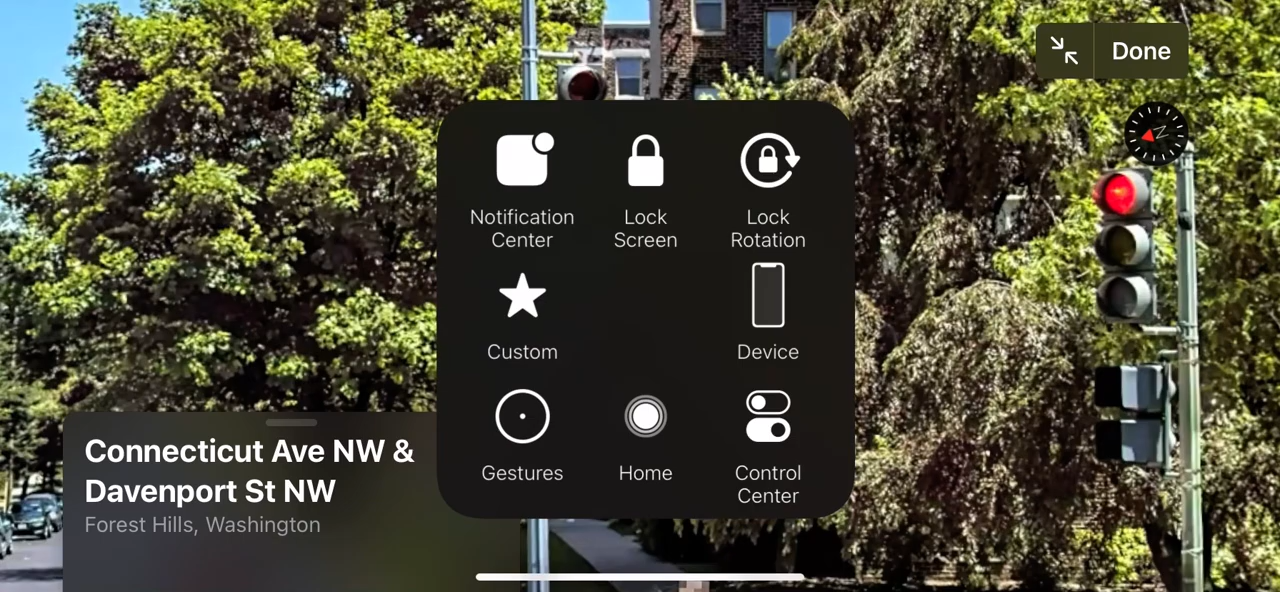 Done
Notification
Center
Lock
Screen
Lock
Rotation
Custom
Device
Gestures
Home
Control
Center
Connecticut Ave NW &
Davenport St NW
Forest Hills, Washington